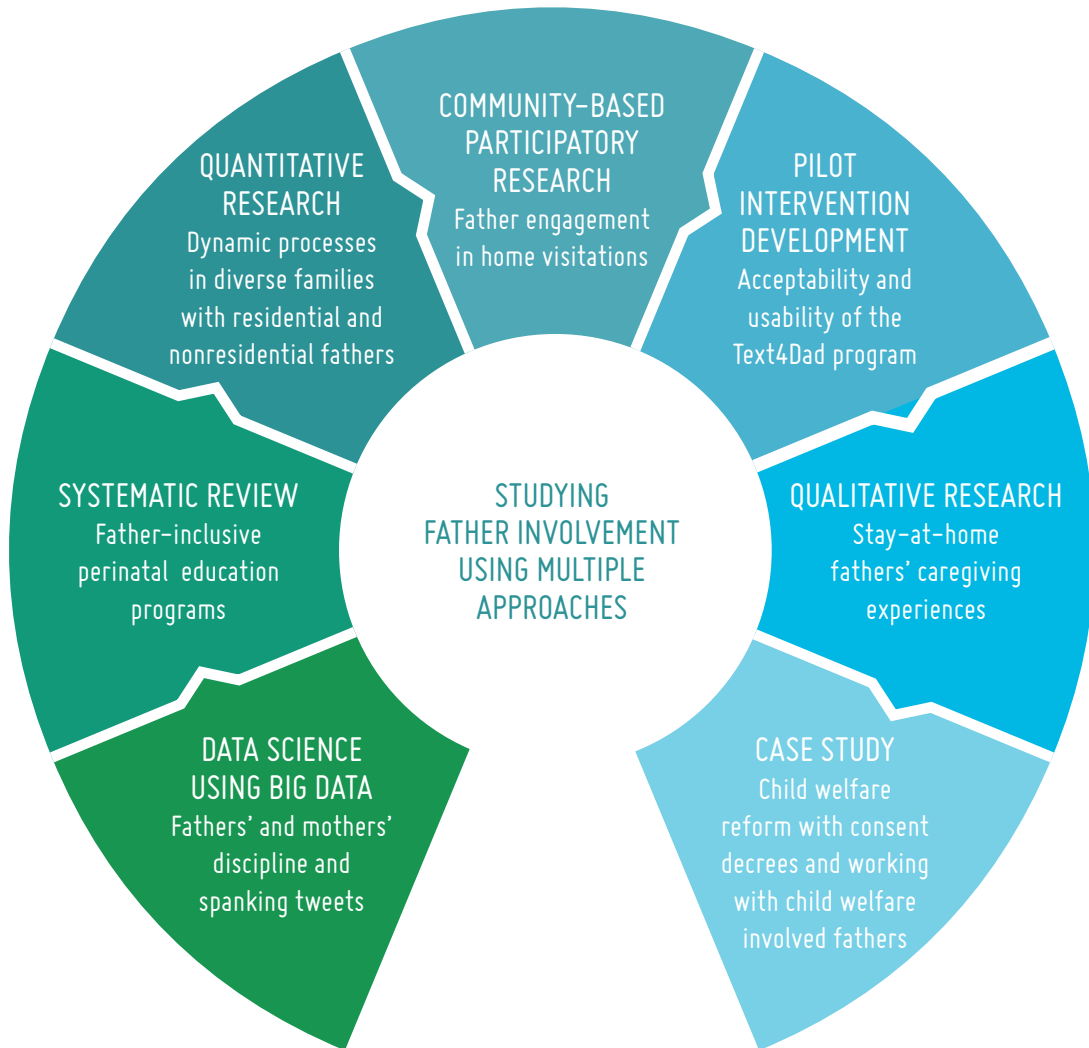 COMMUNITY-BASED
PARTICIPATORY
RESEARCH
Father engagement
in home visitations
QUANTITATIVE
RESEARCH
Dynamic processes
in diverse families
with residential and
nonresidential fathers
PILOT
INTERVENTION
DEVELOPMENT
Acceptability and
usability of the
Text4Dad program
SYSTEMATIC REVIEW
Father-inclusive
perinatal education
programs
STUDYING
FATHER INVOLVEMENT
USING MULTIPLE
APPROACHES
QUALITATIVE RESEARCH
Stay-at-home
fathers' caregiving
experiences
DATA SCIENCE
USING BIG DATA
Fathers' and mothers'
discipline and
spanking tweets
CASE STUDY
Child welfare
reform with consent
decrees and working
with child welfare
involved fathers